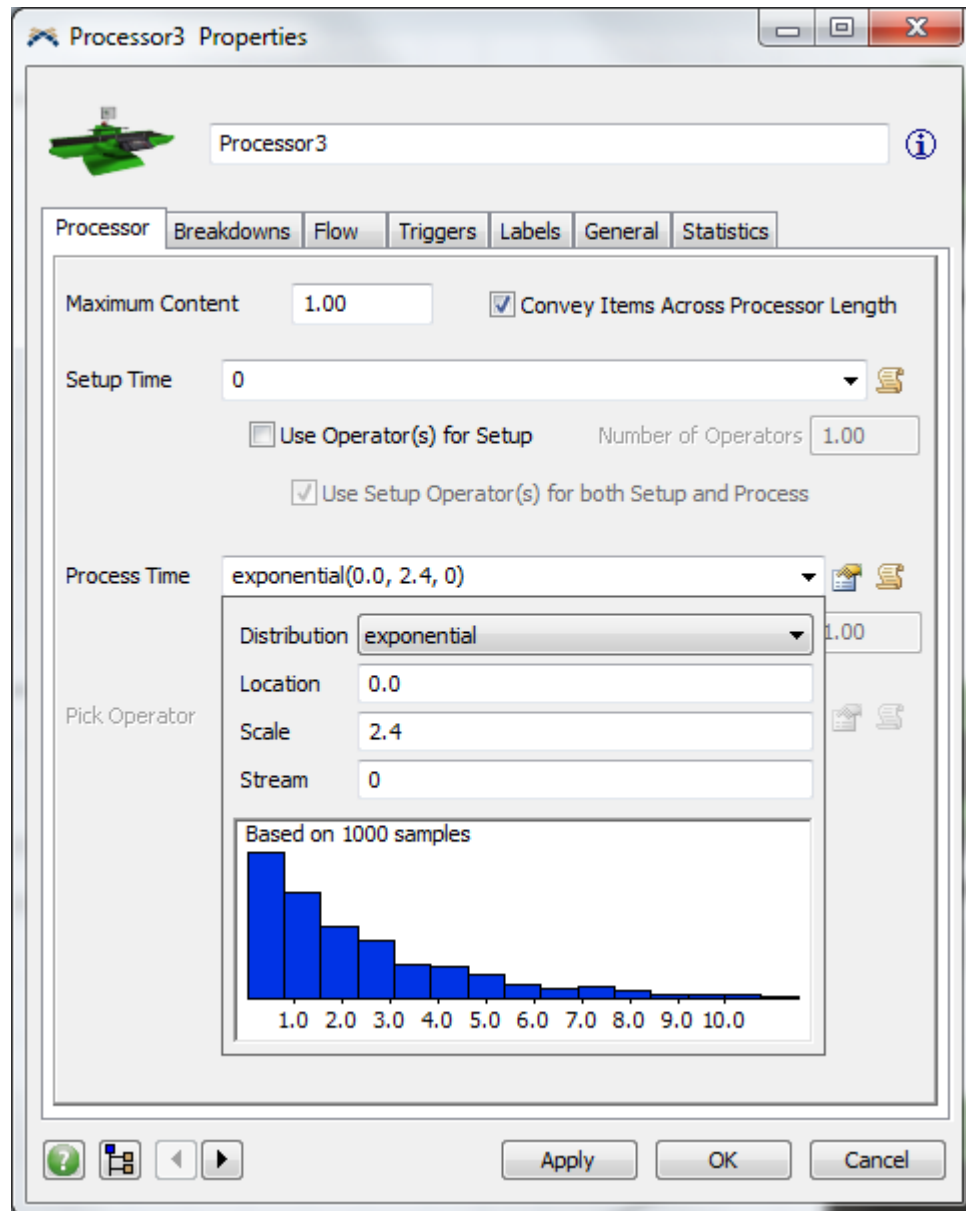 Processor3 Properties
Processor3
Processor Breakdowns Flow Triggers Labels General Statistics
Maximum Content 1.00 Convey Items Across Processor Length
Setup Time 0
Use Operator(s) for Setup Number of Operators 1.00
Use Setup Operator(s) for both Setup and Process
Process Time exponential(0.0, 2.4, 0)
Distribution exponential 1.00
Location 0.0
Pick Operator
Scale 2.4
Stream 0
Based on 1000 samples
1.0 2.0 3.0 4.0 5.0 6.0 7.0 8.0 9.0 10.0
Apply OK Cancel